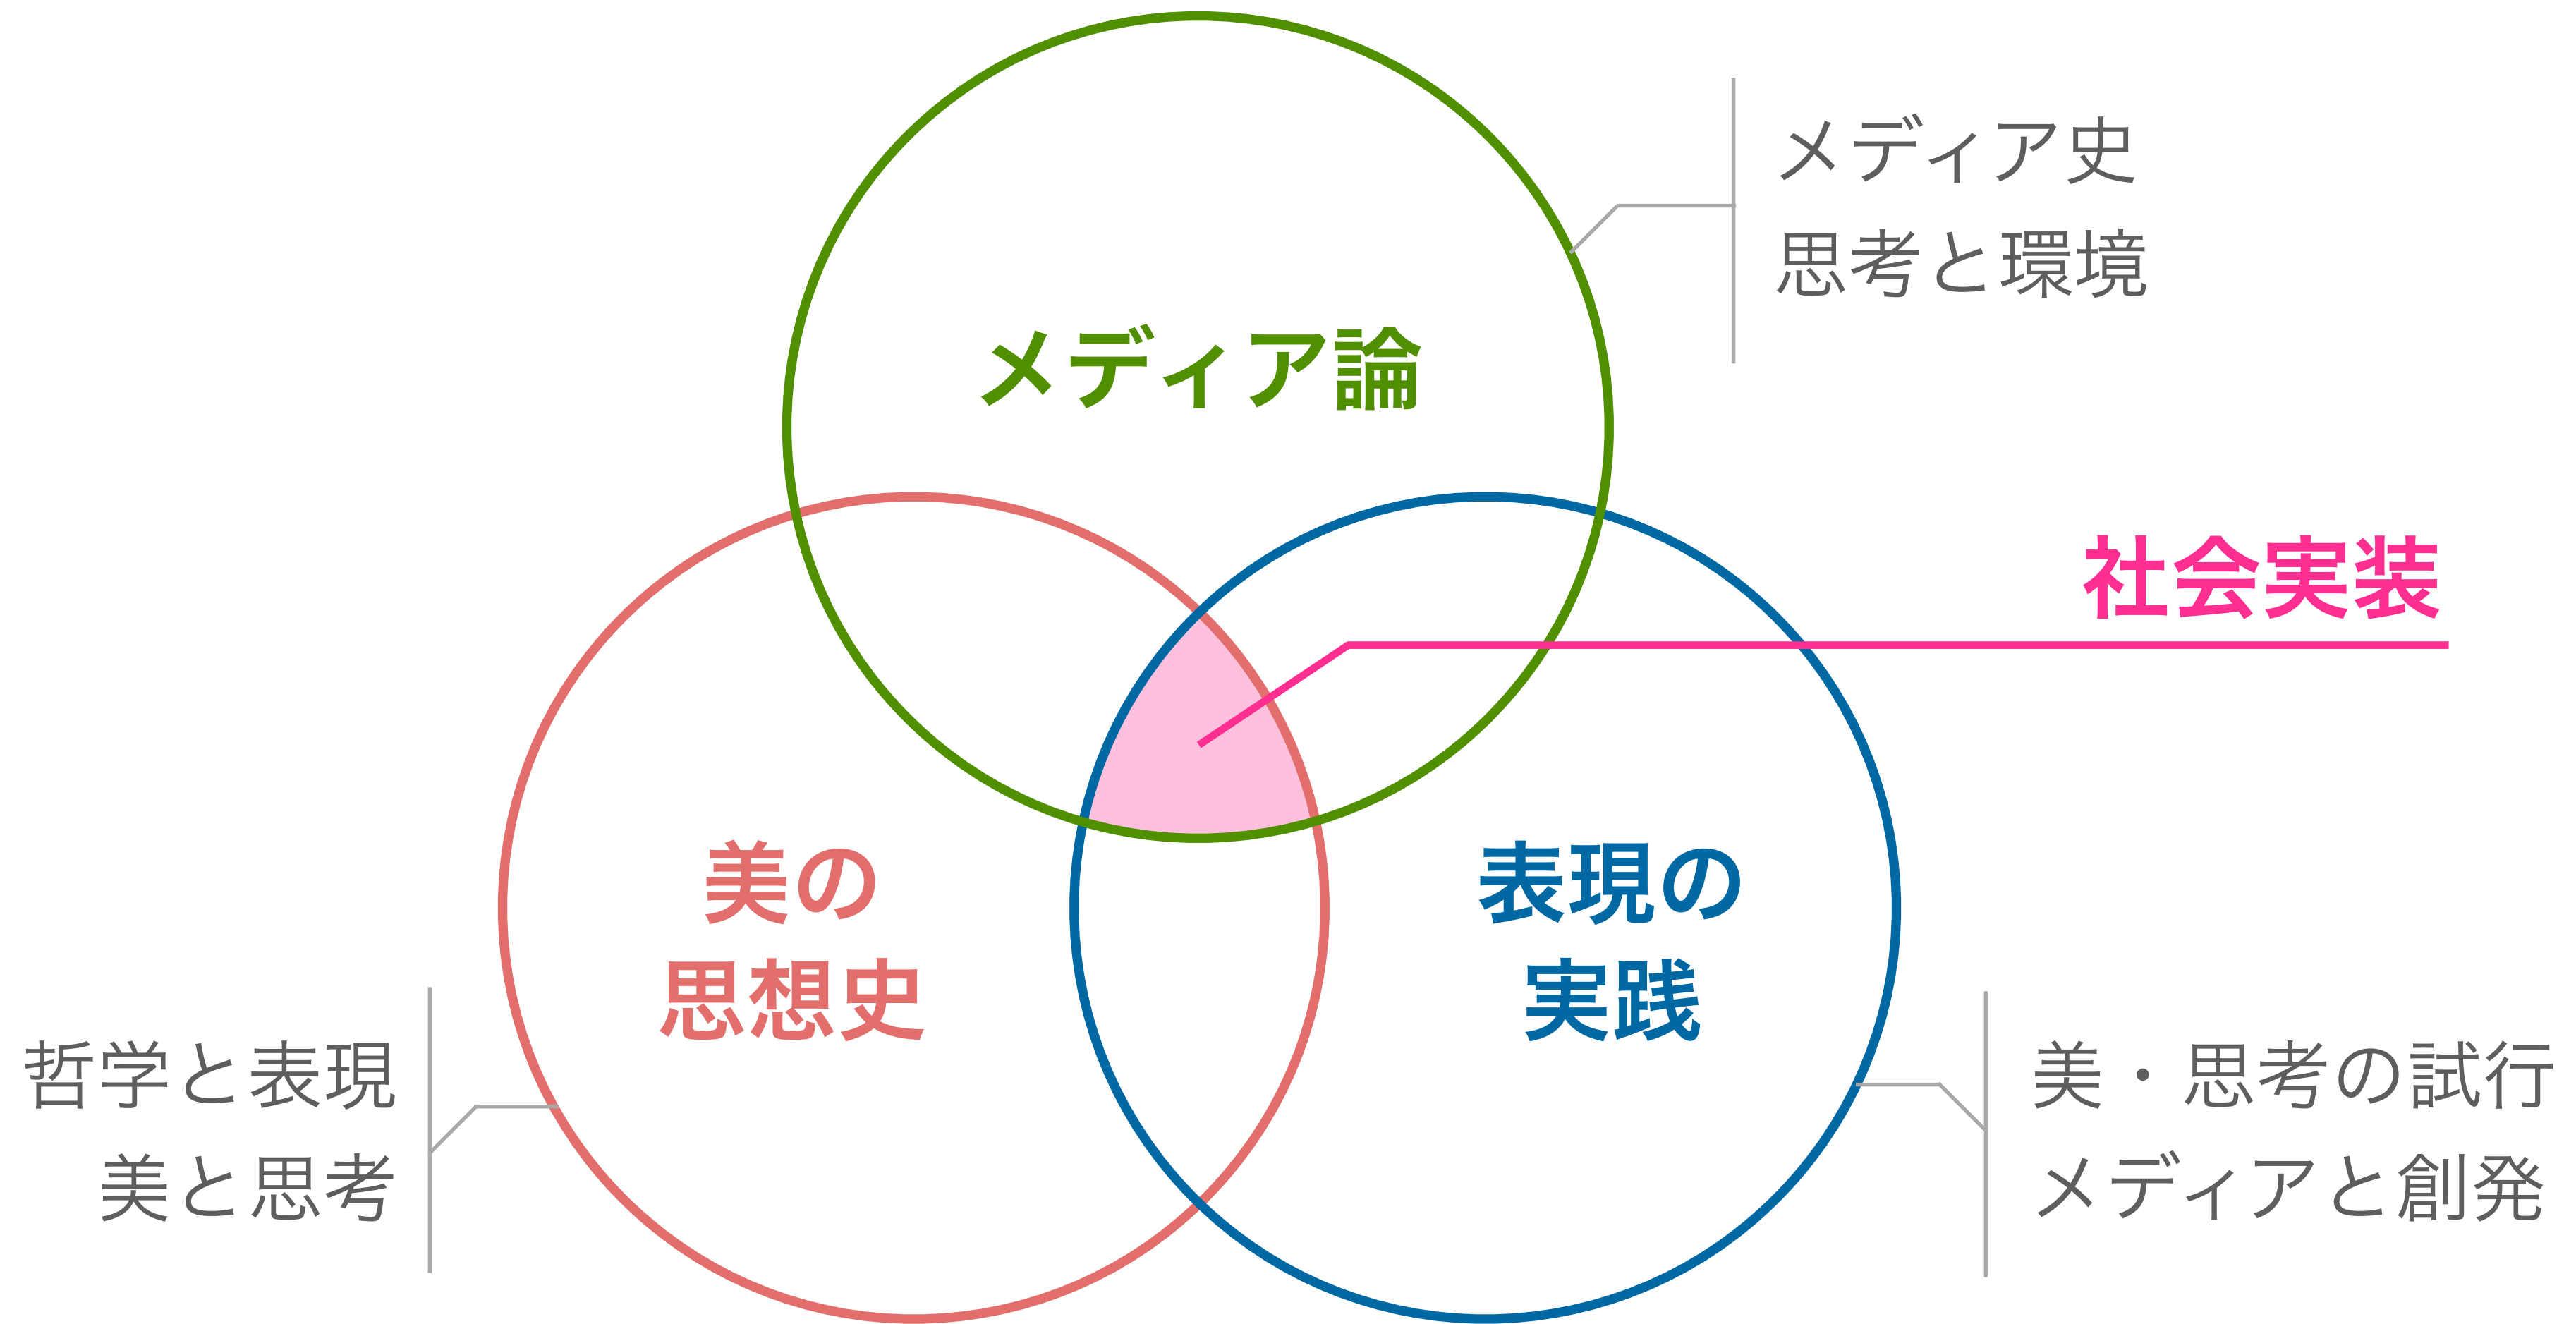 メディア史
思考と環境
メディア論
社会実装
美の
思想史
表現の
実践
哲学と表現
美と思考
美・思考の試行
メディアと創発